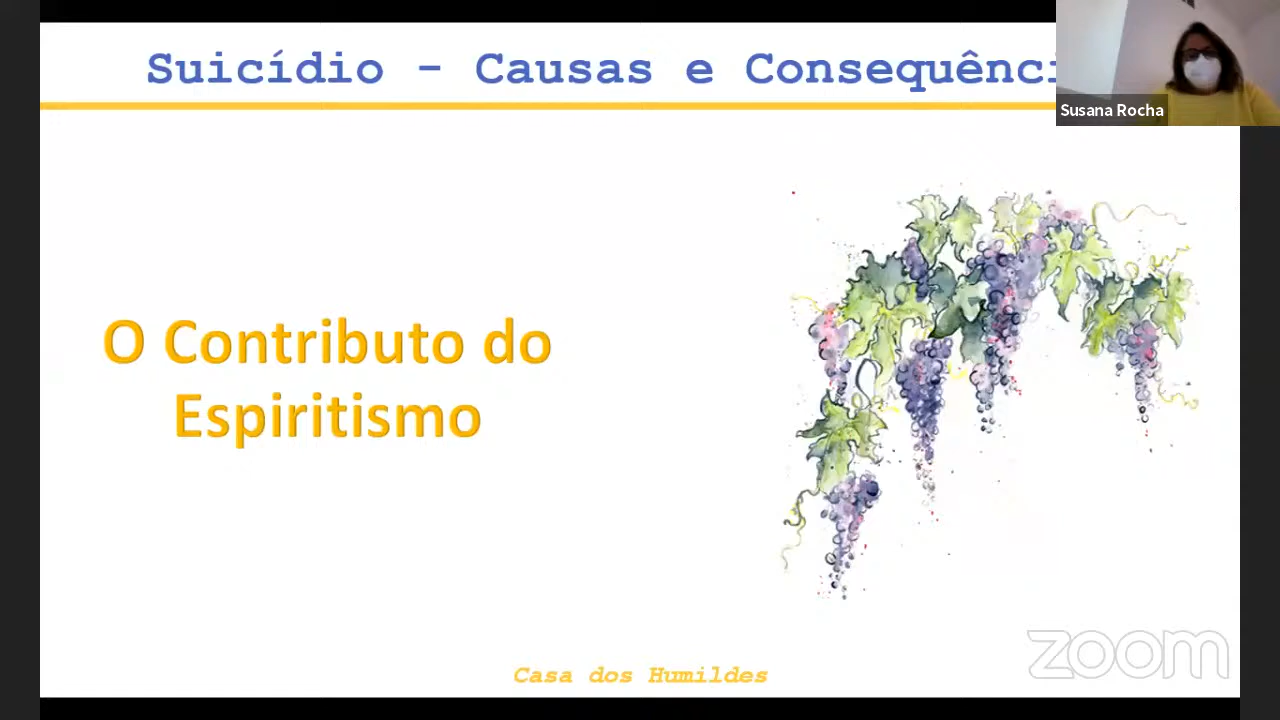 Suicídio - Causas e Consequênci
Susana Rocha
O Contributo do
Espiritismo
zoom
Casa dos Humildes